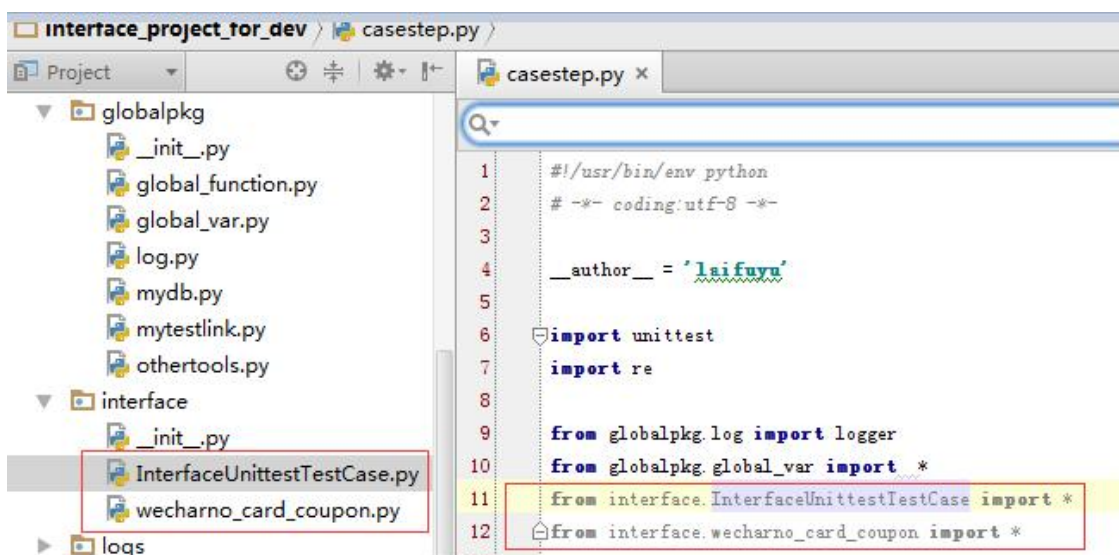 interface_project_for_dev casestep.py
Project
casestep.py ×
globalpkg
__init__.py
global_function.py
global_var.py
log.py
mydb.py
mytestlink.py
othertools.py
interface
__init__.py
InterfaceUnittestTestCase.py
wecharno_card_coupon.py
logs
1 #!/usr/bin/env python
2 # -*- coding:utf-8 -*-
3
4 __author__ = 'laifuyu'
5
6 import unittest
7 import re
8
9 from globalpkg.log import logger
10 from globalpkg.global_var import *
11 from interface.InterfaceUnittestTestCase import *
12 from interface.wecharno_card_coupon import *